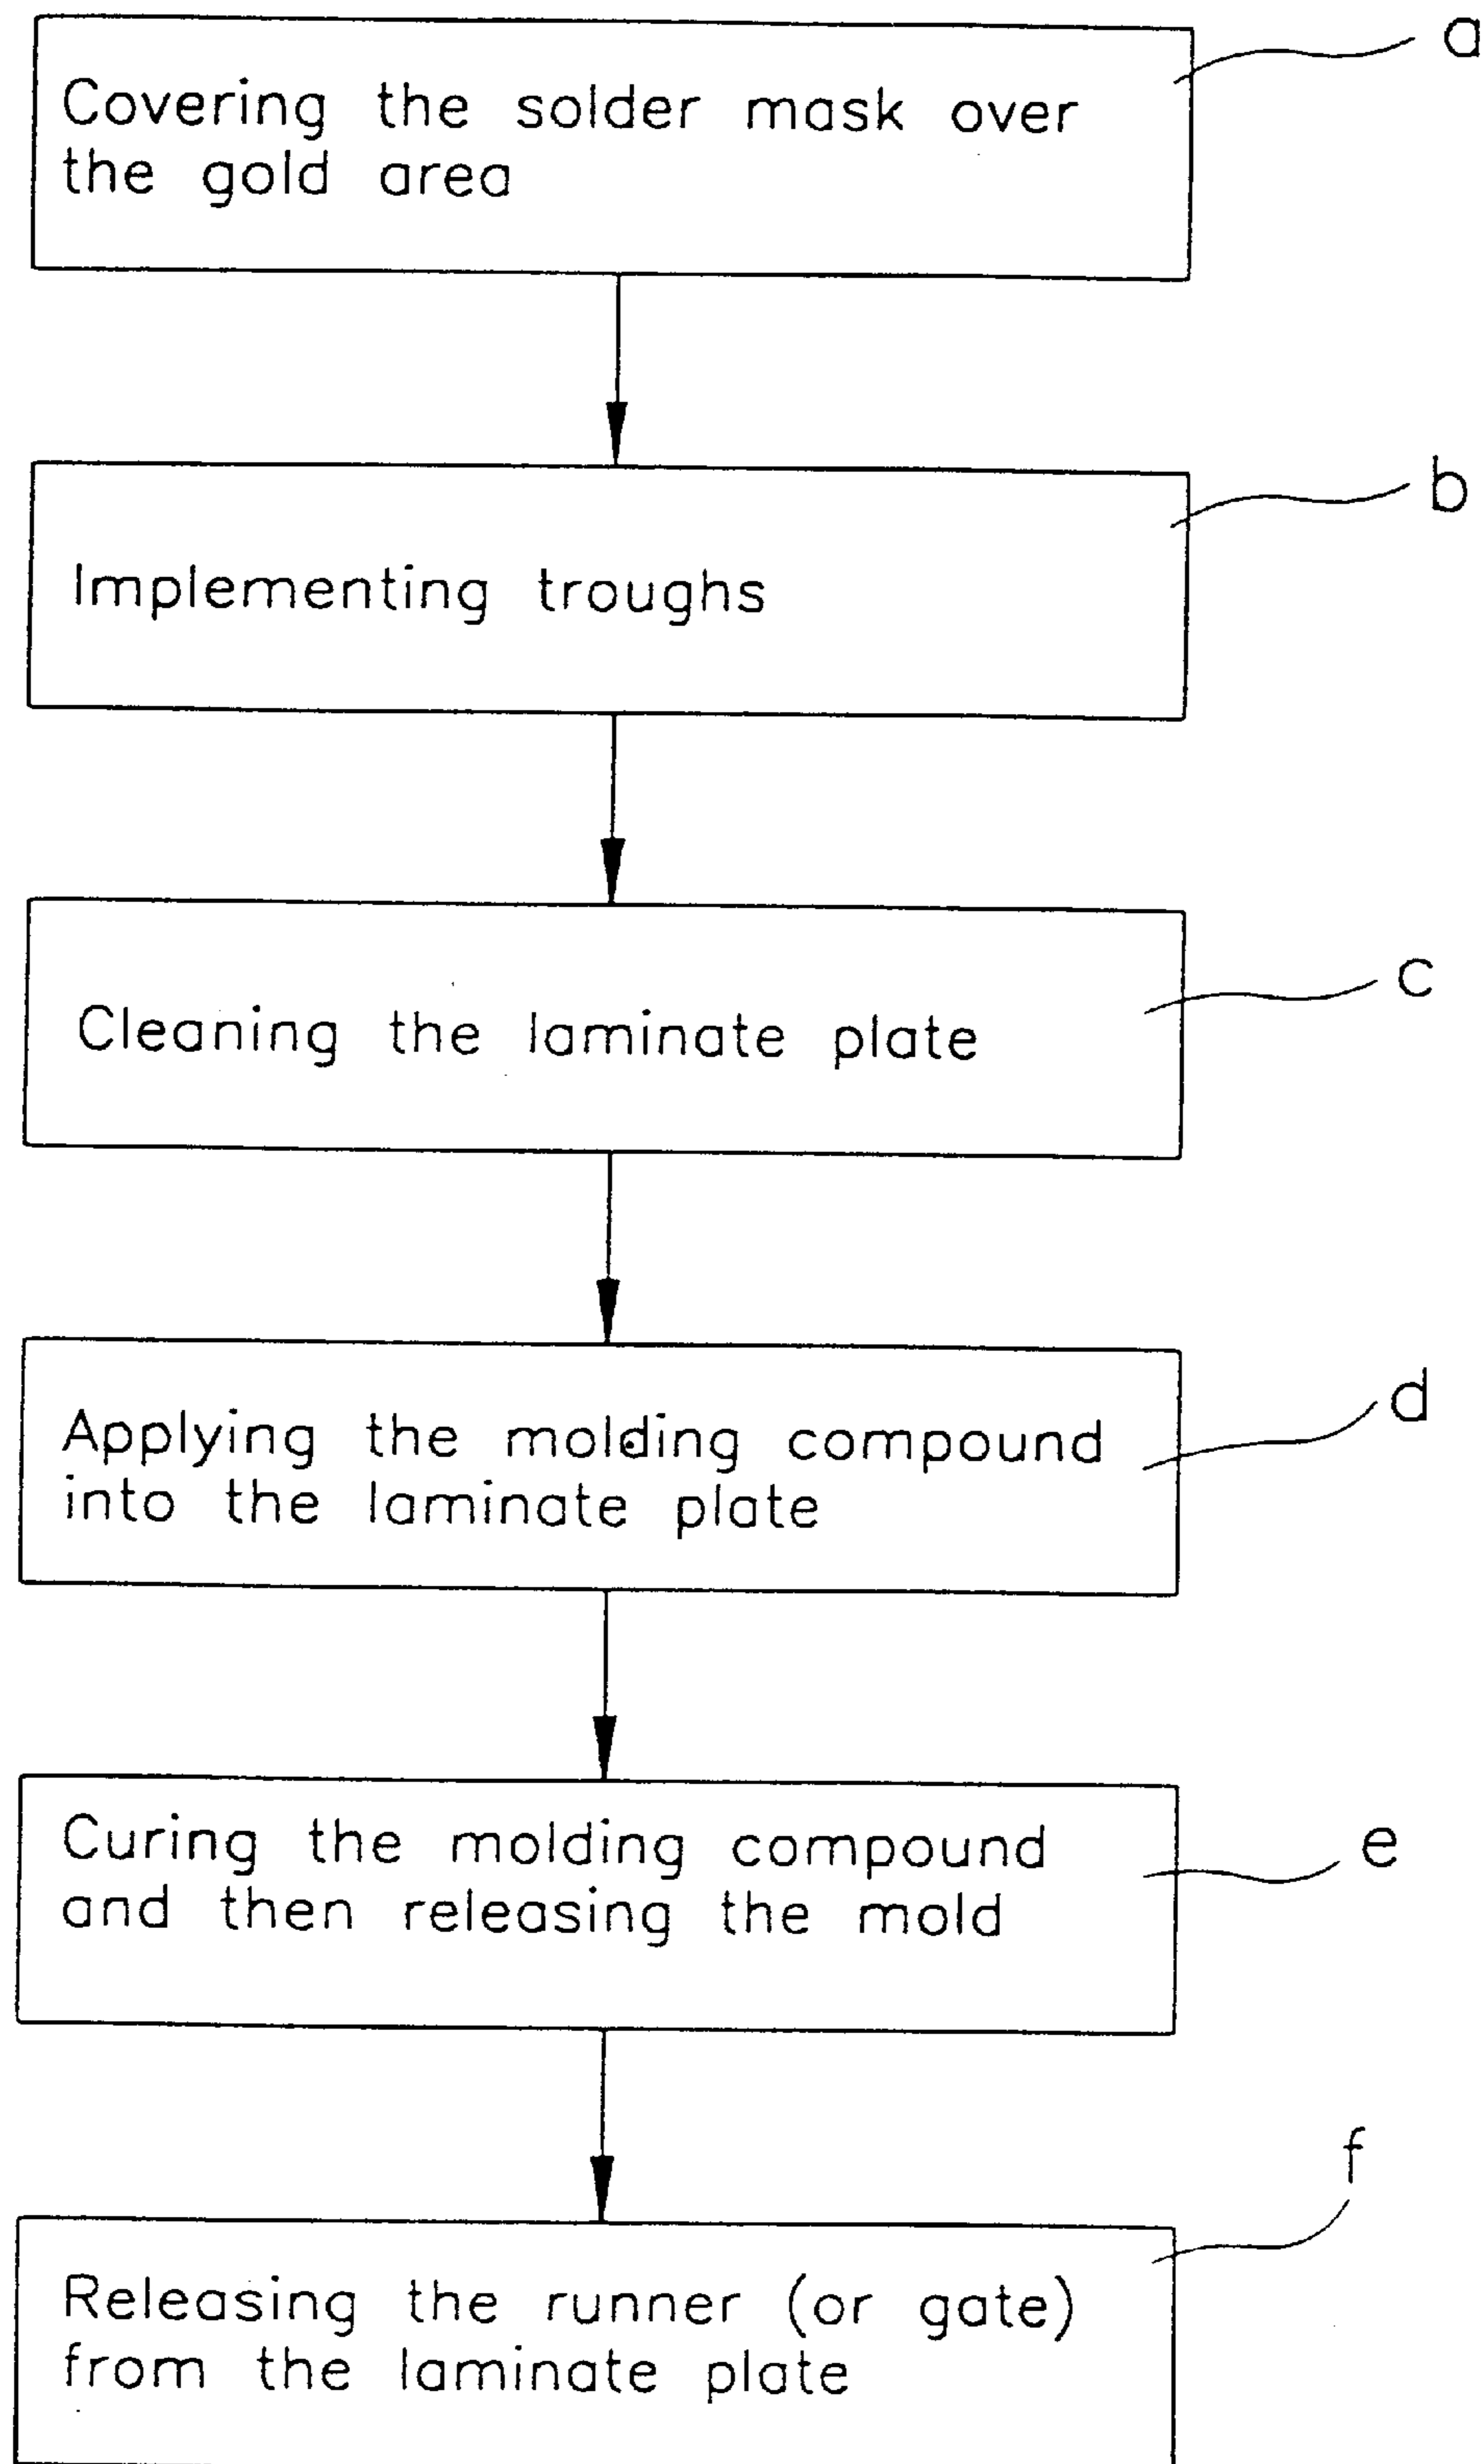 a
Covering the solder mask over
the gold area
b
Implementing troughs
c
Cleaning the laminate plate
d
Applying the molding compound
into the laminate plate
e
Curing the molding compound
and then releasing the mold
f
Releasing the runner (or gate)
from the laminate plate